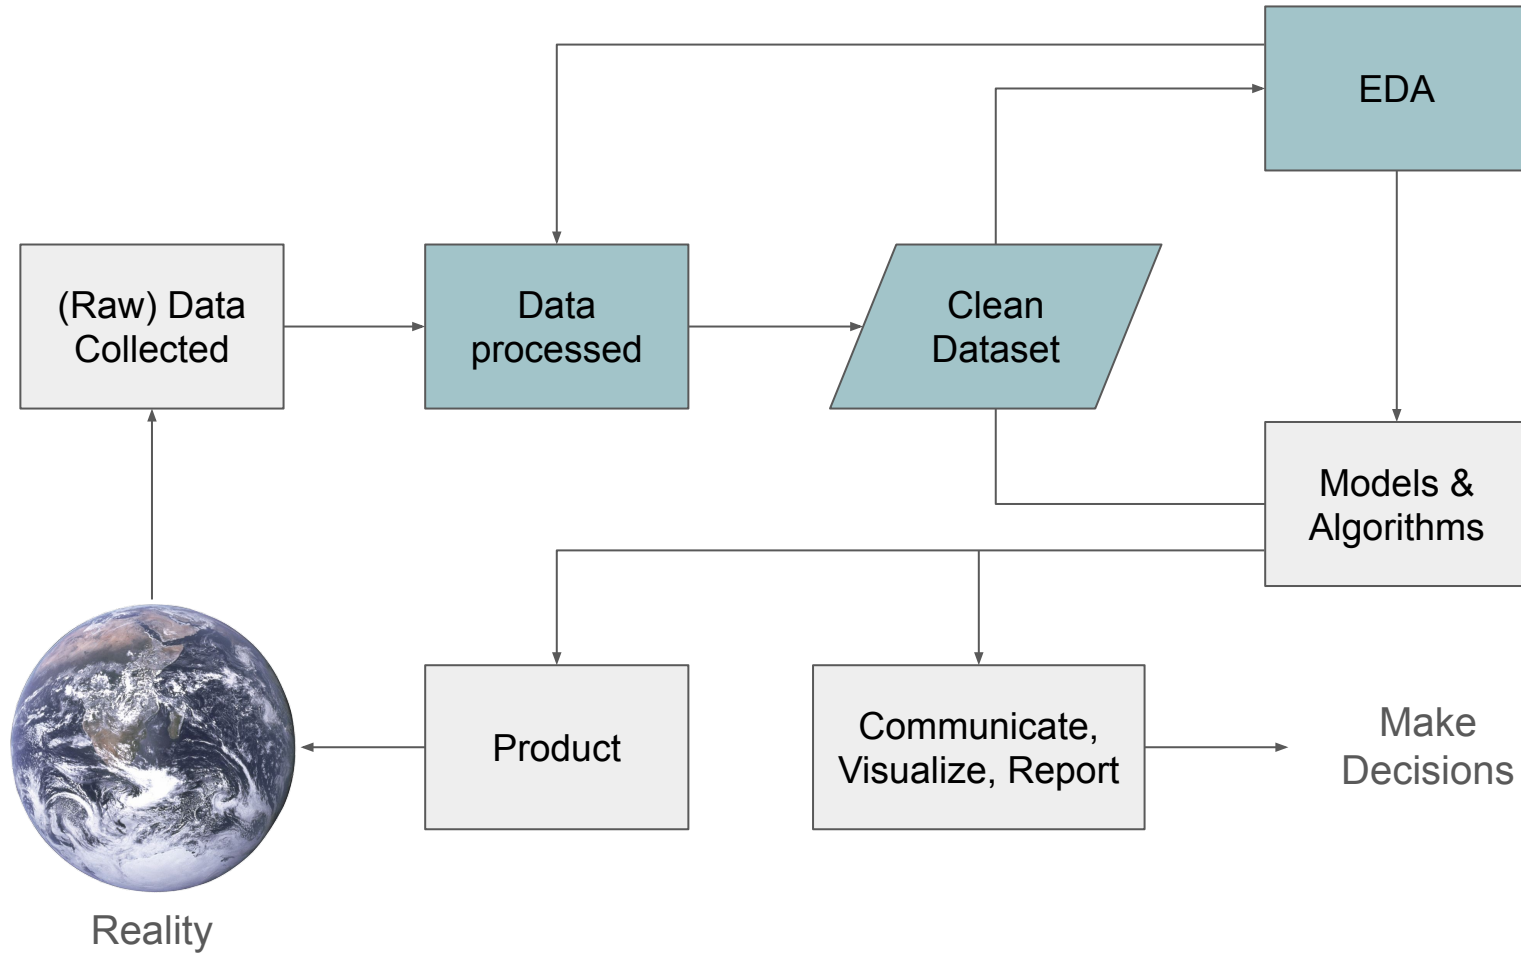 EDA
(Raw) Data
Collected
Data
processed
Clean
Dataset
Models &
Algorithms
Product
Communicate,
Visualize, Report
Make
Decisions
Reality